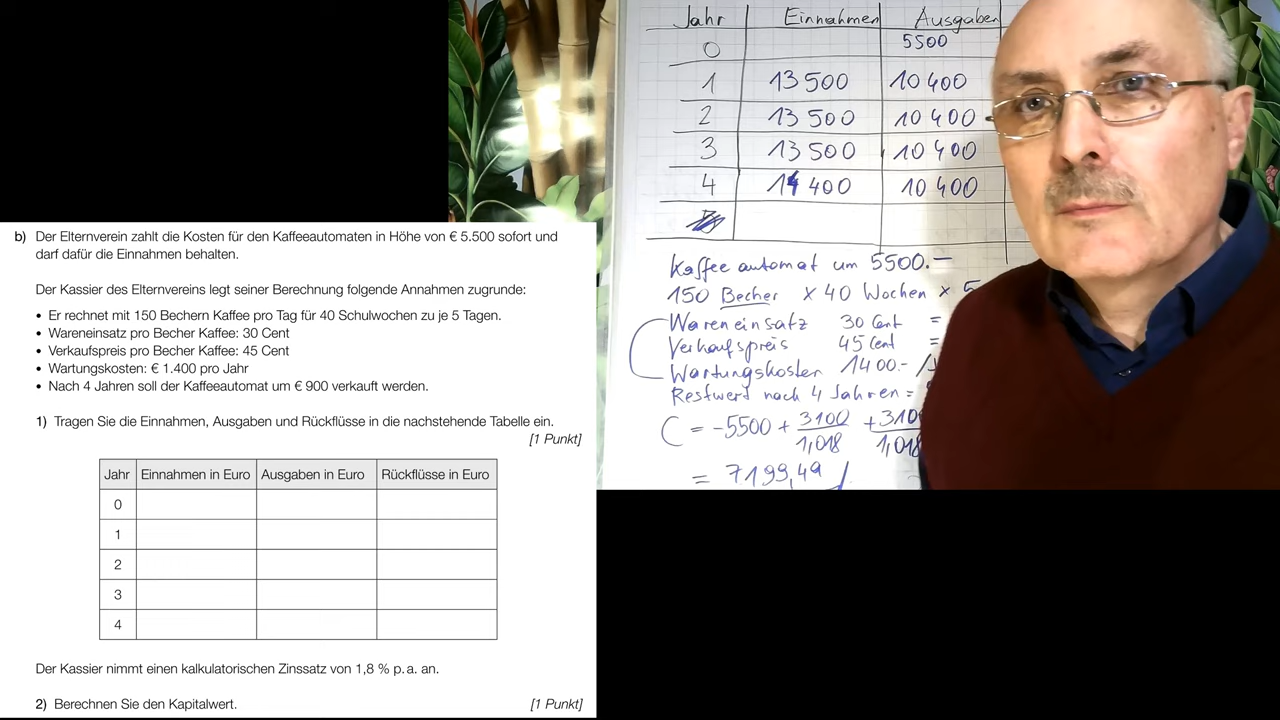 b) Der Elternverein zahlt die Kosten für den Kaffeeautomaten in Höhe von € 5.500 sofort und
darf dafür die Einnahmen behalten.
Der Kassier des Elternvereins legt seiner Berechnung folgende Annahmen zugrunde:
• Er rechnet mit 150 Bechern Kaffee pro Tag für 40 Schulwochen zu je 5 Tagen.
• Wareneinsatz pro Becher Kaffee: 30 Cent
• Verkaufspreis pro Becher Kaffee: 45 Cent
• Wartungskosten: € 1.400 pro Jahr
• Nach 4 Jahren soll der Kaffeeautomat um € 900 verkauft werden.
1) Tragen Sie die Einnahmen, Ausgaben und Rückflüsse in die nachstehende Tabelle ein.
[1 Punkt]
Jahr Einnahmen in Euro Ausgaben in Euro Rückflüsse in Euro
0
1
2
3
4
Der Kassier nimmt einen kalkulatorischen Zinssatz von 1,8 % p. a. an.
2) Berechnen Sie den Kapitalwert. [1 Punkt]
Jahr Einnahmen Ausgaben
0 5500
1 13 500 10 400
2 13 500 10 400
3 13 500 10 400
4 14 400 10 400
Kaffee automat um 5500.–
150 Becher x 40 Wochen x 5
Wareneinsatz 30 Cent =
Verkaufspreis 45 Cent =
Wartungskosten 1400.- /
Restwert nach 4 Jahren =
C = -5500 + 3100/1,018 + 310/1,018
= 7199,49